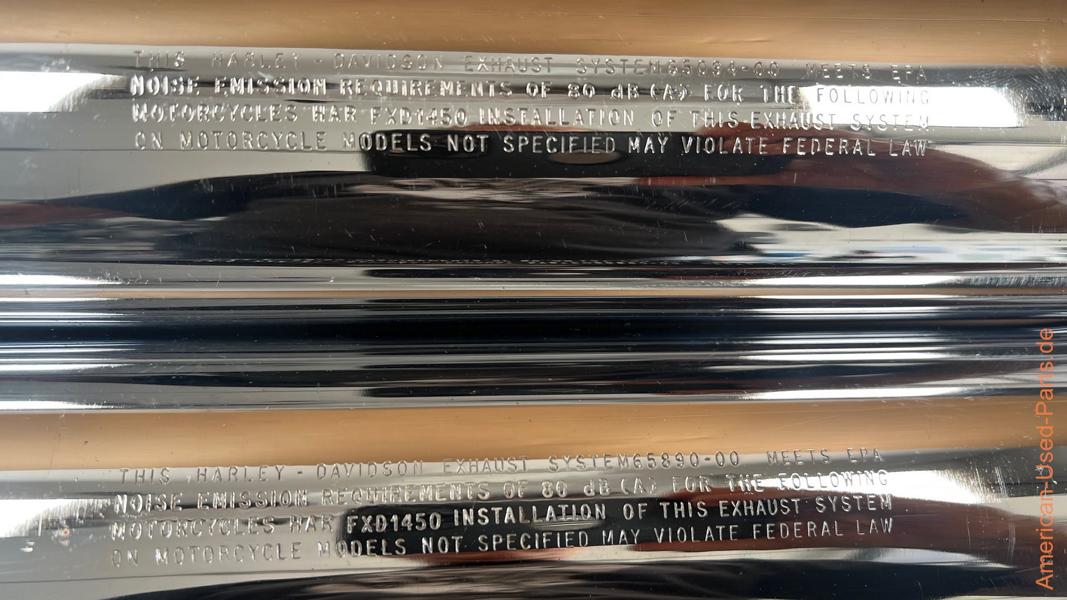 THIS HARLEY-DAVIDSON EXHAUST SYSTEM65894-00 MEETS EPA
NOISE EMISSION REQUIREMENTS OF 80 dB(A) FOR THE FOLLOWING
MOTORCYCLES HAR FXD1450 INSTALLATION OF THIS EXHAUST SYSTEM
ON MOTORCYCLE MODELS NOT SPECIFIED MAY VIOLATE FEDERAL LAW
THIS HARLEY-DAVIDSON EXHAUST SYSTEM65890-00 MEETS EPA
NOISE EMISSION REQUIREMENTS OF 80 dB(A) FOR THE FOLLOWING
MOTORCYCLES HAR FXD1450 INSTALLATION OF THIS EXHAUST SYSTEM
ON MOTORCYCLE MODELS NOT SPECIFIED MAY VIOLATE FEDERAL LAW
American-Used-Parts.de